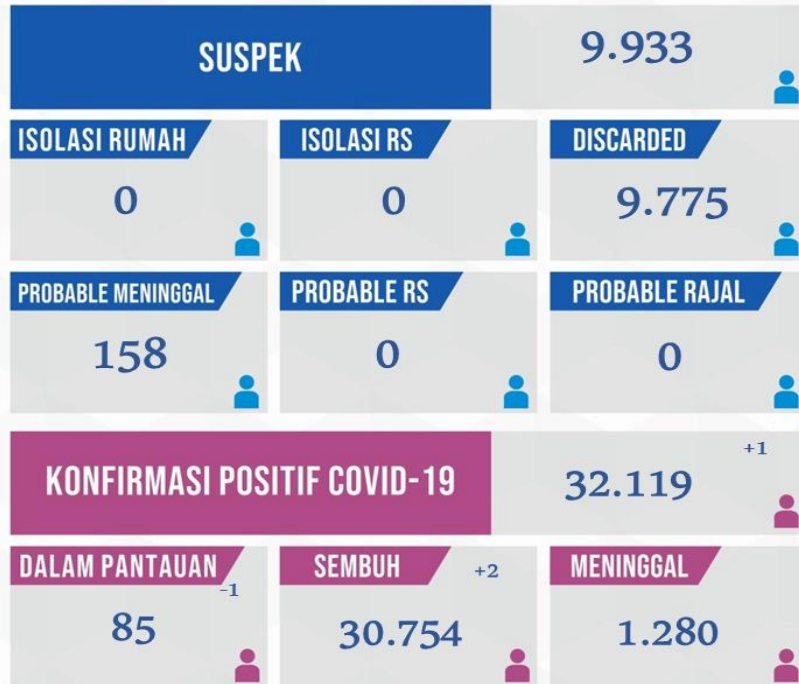 SUSPEK
9.933
ISOLASI RUMAH
ISOLASI RS
DISCARDED
0
0
9.775
PROBABLE MENINGGAL
PROBABLE RS
PROBABLE RAJAL
158
0
0
KONFIRMASI POSITIF COVID-19
32.119
+1
DALAM PANTAUAN
SEMBUH
MENINGGAL
-1
+2
85
30.754
1.280